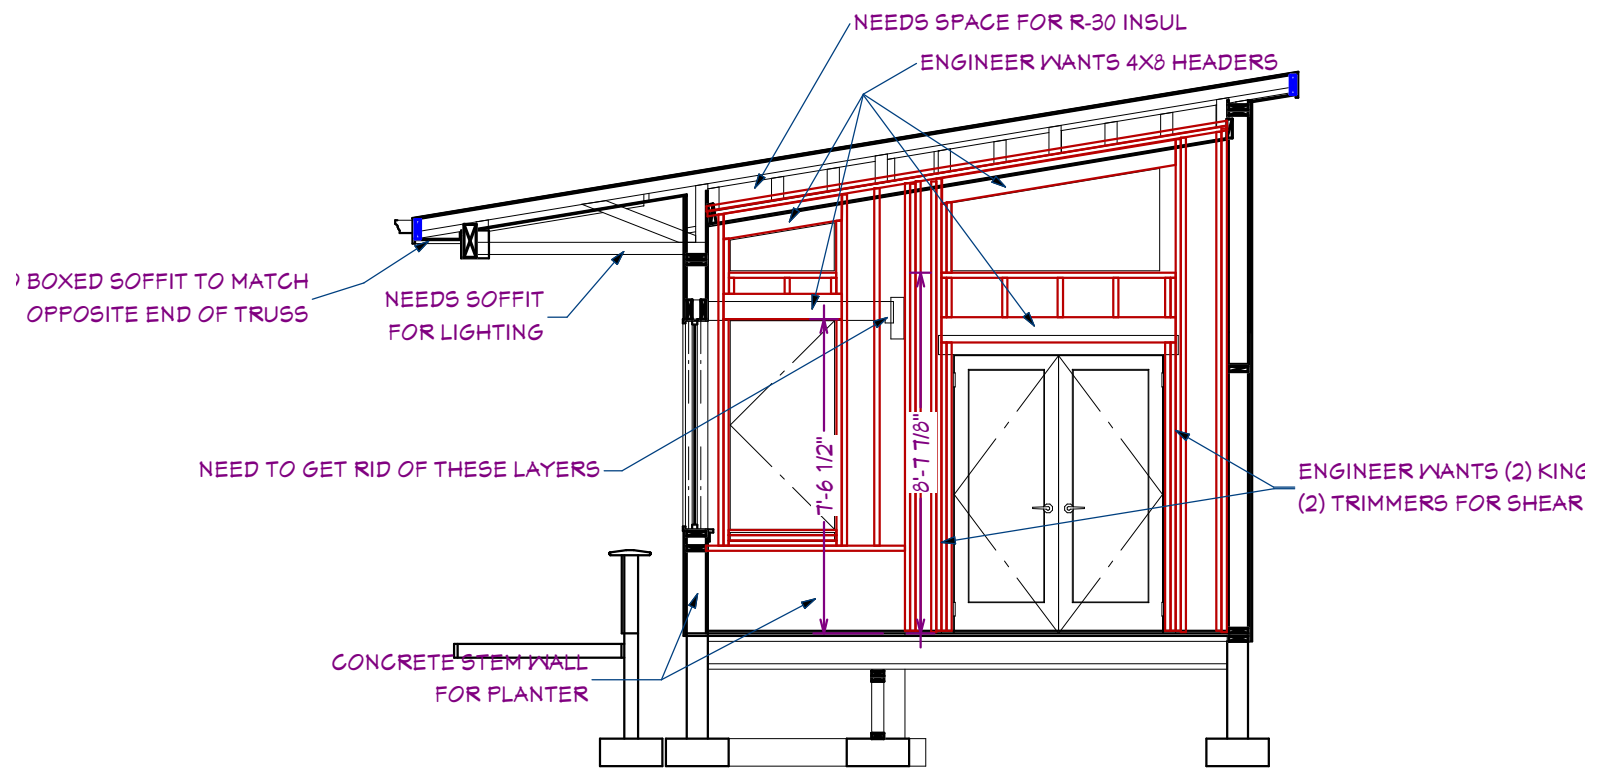 NEEDS SPACE FOR R-30 INSUL
ENGINEER WANTS 4X8 HEADERS
BOXED SOFFIT TO MATCH
OPPOSITE END OF TRUSS
NEEDS SOFFIT
FOR LIGHTING
NEED TO GET RID OF THESE LAYERS
7'-6 1/2"
8'-7 7/8"
ENGINEER WANTS (2) KING
(2) TRIMMERS FOR SHEAR
CONCRETE STEM WALL
FOR PLANTER